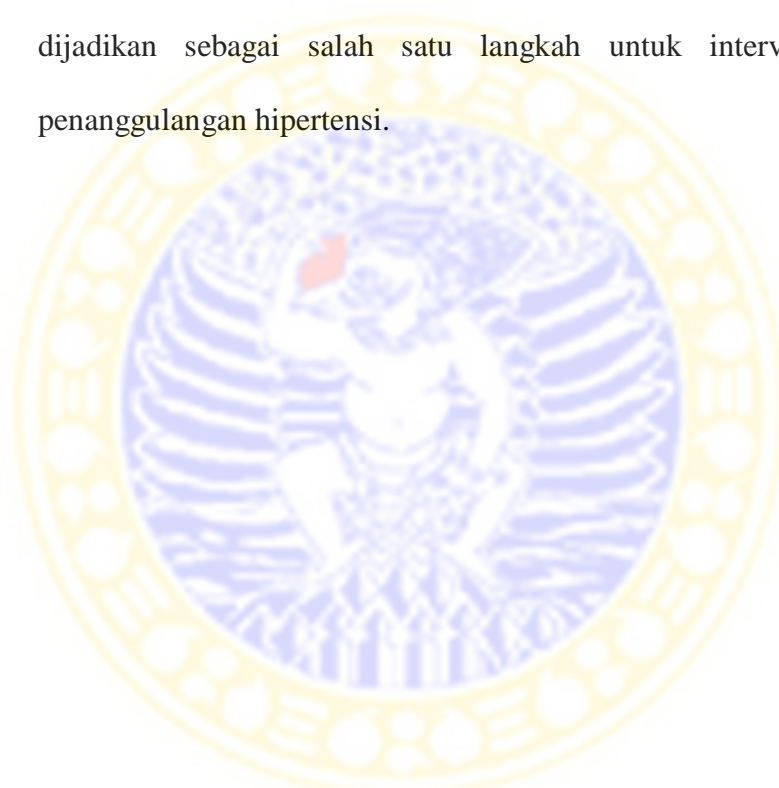 dijadikan sebagai salah satu langkah untuk interv
penanggulangan hipertensi.